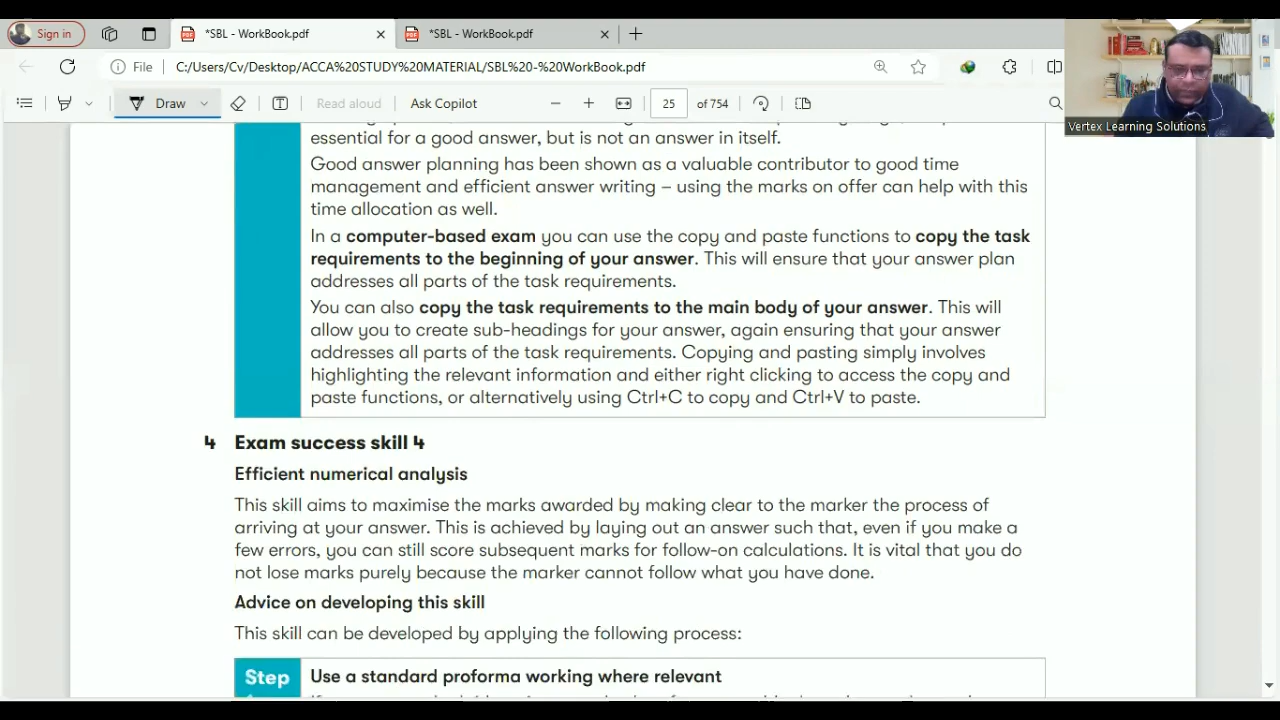 Sign in
*SBL - WorkBook.pdf
*SBL - WorkBook.pdf
File
C:/Users/Cv/Desktop/ACCA%20STUDY%20MATERIAL/SBL%20-%20WorkBook.pdf
Draw
Read aloud
Ask Copilot
25
of 754
Vertex Learning Solutions
essential for a good answer, but is not an answer in itself.
Good answer planning has been shown as a valuable contributor to good time
management and efficient answer writing – using the marks on offer can help with this
time allocation as well.
In a computer-based exam you can use the copy and paste functions to copy the task
requirements to the beginning of your answer. This will ensure that your answer plan
addresses all parts of the task requirements.
You can also copy the task requirements to the main body of your answer. This will
allow you to create sub-headings for your answer, again ensuring that your answer
addresses all parts of the task requirements. Copying and pasting simply involves
highlighting the relevant information and either right clicking to access the copy and
paste functions, or alternatively using Ctrl+C to copy and Ctrl+V to paste.
4 Exam success skill 4
Efficient numerical analysis
This skill aims to maximise the marks awarded by making clear to the marker the process of
arriving at your answer. This is achieved by laying out an answer such that, even if you make a
few errors, you can still score subsequent marks for follow-on calculations. It is vital that you do
not lose marks purely because the marker cannot follow what you have done.
Advice on developing this skill
This skill can be developed by applying the following process:
Step
Use a standard proforma working where relevant